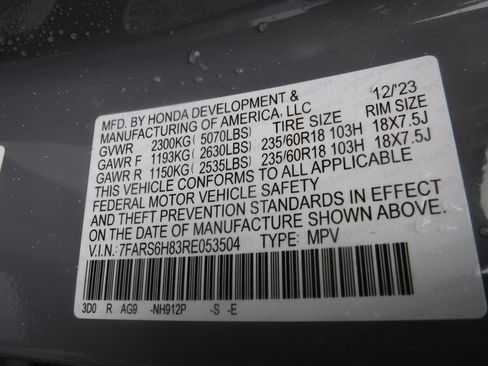 MFD. BY HONDA DEVELOPMENT & 12/'23
MANUFACTURING OF AMERICA, LLC
GVWR 2300KG( 5070LBS) TIRE SIZE RIM SIZE
GAWR F 1193KG( 2630LBS) 235/60R18 103H 18X7.5J
GAWR R 1150KG( 2535LBS) 235/60R18 103H 18X7.5J
THIS VEHICLE CONFORMS TO ALL APPLICABLE
FEDERAL MOTOR VEHICLE SAFETY
AND THEFT PREVENTION STANDARDS IN EFFECT
ON THE DATE OF MANUFACTURE SHOWN ABOVE.
V.I.N.: 7FARS6H83RE053504 TYPE: MPV
3D0 R AG9 -NH912P -S -E